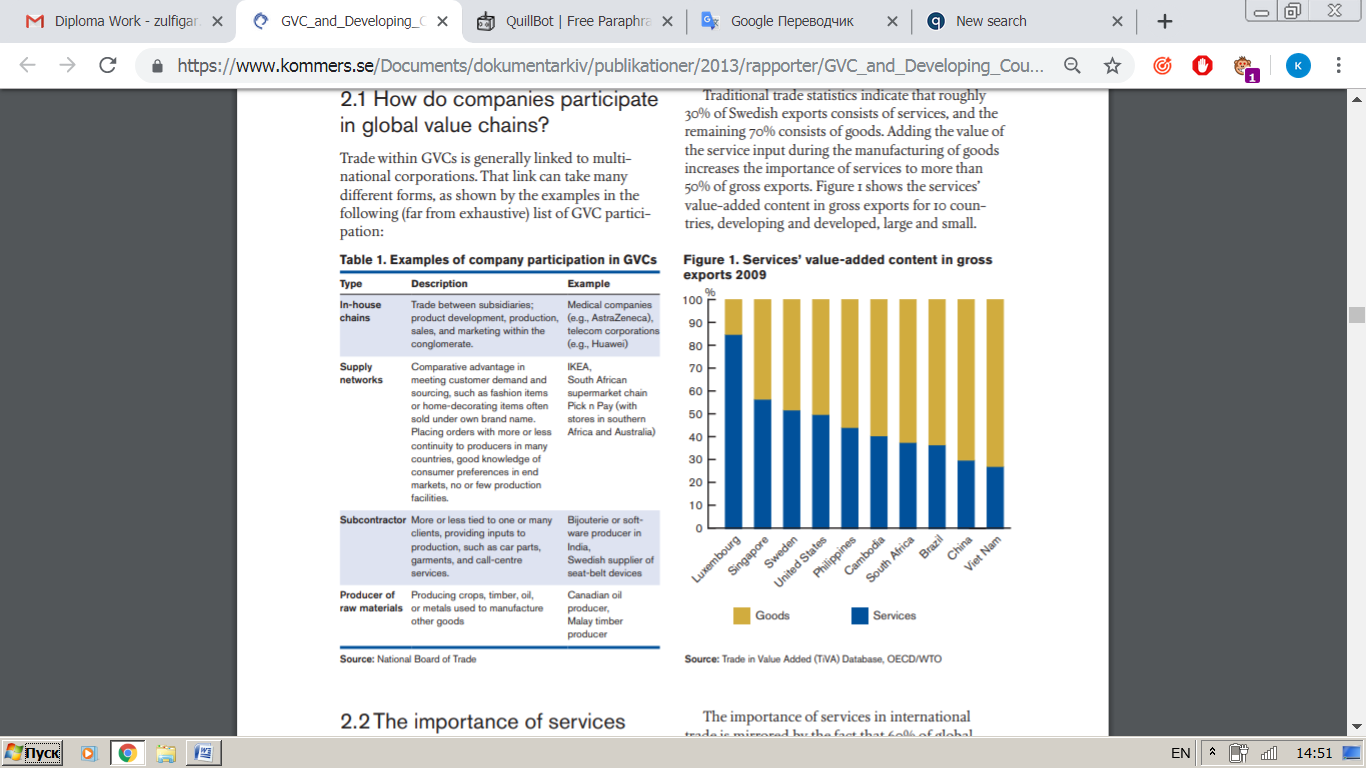 Diploma Work - zulfigar.
GVC_and_Developing_C
QuillBot | Free Paraphra
Google Переводчик
New search
https://www.kommers.se/Documents/dokumentarkiv/publikationer/2013/rapporter/GVC_and_Developing_Cou...
K
1
2.1 How do companies participate
in global value chains?
Trade within GVCs is generally linked to multi-
national corporations. That link can take many
different forms, as shown by the examples in the
following (far from exhaustive) list of GVC partici-
pation:
Table 1. Examples of company participation in GVCs
Type Description Example
In-house chains
Trade between subsidiaries;
product development, production,
sales, and marketing within the
conglomerate.
Medical companies
(e.g., AstraZeneca),
telecom corporations
(e.g., Huawei)
Supply
networks
Comparative advantage in
meeting customer demand and
sourcing, such as fashion items
or home-decorating items often
sold under own brand name.
Placing orders with more or less
continuity to producers in many
countries, good knowledge of
consumer preferences in end
markets, no or few production
facilities.
IKEA,
South African
supermarket chain
Pick n Pay (with
stores in southern
Africa and Australia)
Subcontractor
More or less tied to one or many
clients, providing inputs to
production, such as car parts,
garments, and call-centre
services.
Bijouterie or soft-
ware producer in
India,
Swedish supplier of
seat-belt devices
Producer of
raw materials
Producing crops, timber, oil,
or metals used to manufacture
other goods
Canadian oil
producer,
Malay timber
producer
Source: National Board of Trade
2.2 The importance of services
Traditional trade statistics indicate that roughly
30% of Swedish exports consists of services, and the
remaining 70% consists of goods. Adding the value of
the service input during the manufacturing of goods
increases the importance of services to more than
50% of gross exports. Figure 1 shows the services'
value-added content in gross exports for 10 coun-
tries, developing and developed, large and small.
Figure 1. Services' value-added content in gross
exports 2009
%
100
90
80
70
60
50
40
30
20
10
0
Luxembourg
Singapore
Sweden
United States
Philippines
Cambodia
South Africa
Brazil
China
Viet Nam
Goods Services
Source: Trade in Value Added (TiVA) Database, OECD/WTO
The importance of services in international
trade is mirrored by the fact that 60% of global
Пуск
EN 14:51